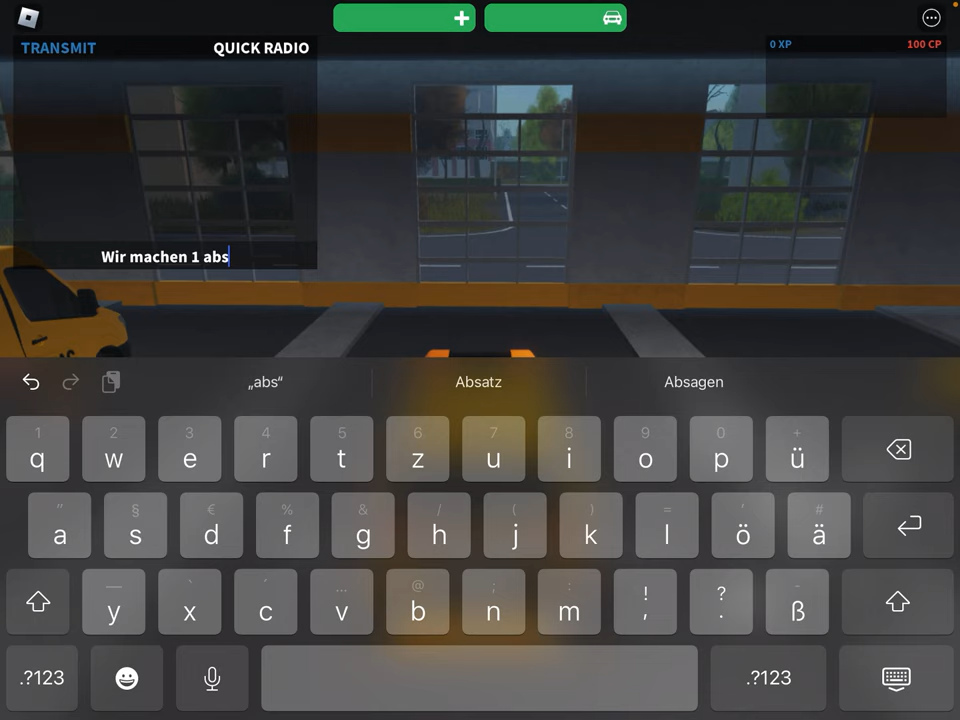 TRANSMIT QUICK RADIO
0 XP 100 CP
Wir machen 1 abs
„abs“ Absatz Absagen
1 2 3 4 5 6 7 8 9 0 +
q w e r t z u i o p ü
" § € % & / ( ) = ' #
a s d f g h j k l ö ä
— ` ´ ... @ ; : ! ? -
y x c v b n m , . ß
.?123 .?123